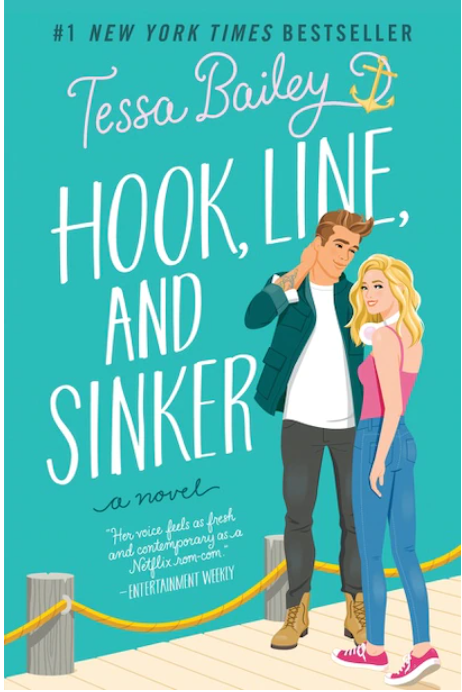 #1 NEW YORK TIMES BESTSELLER
Tessa Bailey
HOOK, LINE,
AND
SINKER
a novel
"Her voice feels as fresh
and contemporary as a
Netflix rom-com."
—ENTERTAINMENT WEEKLY